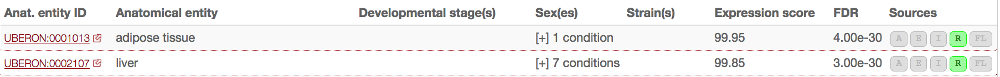 Anat. entity ID Anatomical entity Developmental stage(s) Sex(es) Strain(s) Expression score FDR Sources
UBERON:0001013 adipose tissue [+] 1 condition 99.95 4.00e-30 A E I R FL
UBERON:0002107 liver [+] 7 conditions 99.85 3.00e-30 A E I R FL